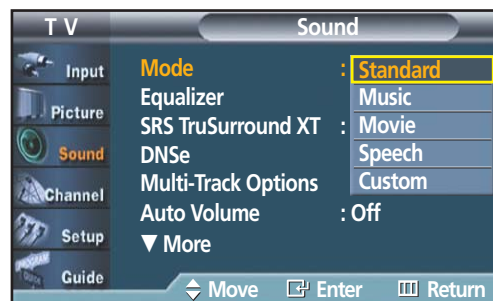 T V
Sound
Input
Picture
Sound
Channel
Setup
Guide
Mode : Standard
Equalizer Music
SRS TruSurround XT : Movie
DNSe Speech
Multi-Track Options Custom
Auto Volume : Off
▼ More
Move Enter Return